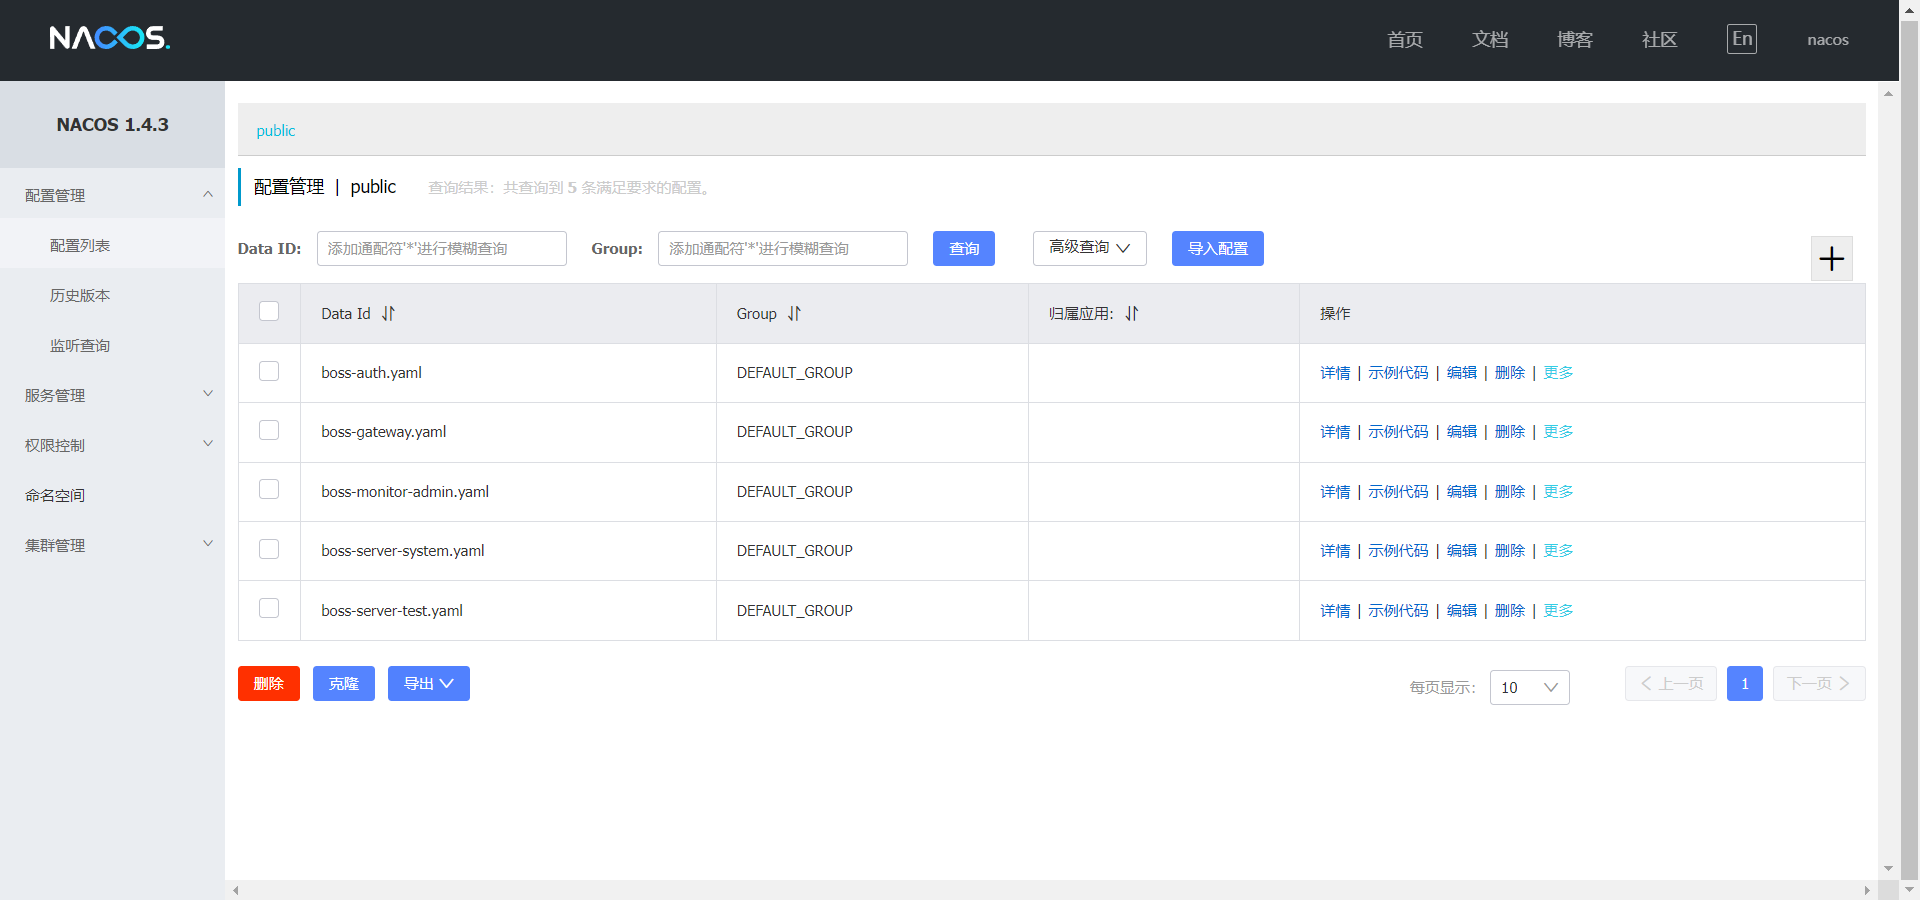 NACOS.
首页 文档 博客 社区 En nacos
NACOS 1.4.3
配置管理
配置列表
历史版本
监听查询
服务管理
权限控制
命名空间
集群管理
public
配置管理 | public 查询结果：共查询到 5 条满足要求的配置。
Data ID: 添加通配符'*'进行模糊查询 Group: 添加通配符'*'进行模糊查询 查询 高级查询 导入配置
Data Id Group 归属应用: 操作
boss-auth.yaml DEFAULT_GROUP 详情 | 示例代码 | 编辑 | 删除 | 更多
boss-gateway.yaml DEFAULT_GROUP 详情 | 示例代码 | 编辑 | 删除 | 更多
boss-monitor-admin.yaml DEFAULT_GROUP 详情 | 示例代码 | 编辑 | 删除 | 更多
boss-server-system.yaml DEFAULT_GROUP 详情 | 示例代码 | 编辑 | 删除 | 更多
boss-server-test.yaml DEFAULT_GROUP 详情 | 示例代码 | 编辑 | 删除 | 更多
删除 克隆 导出 每页显示: 10 上一页 1 下一页